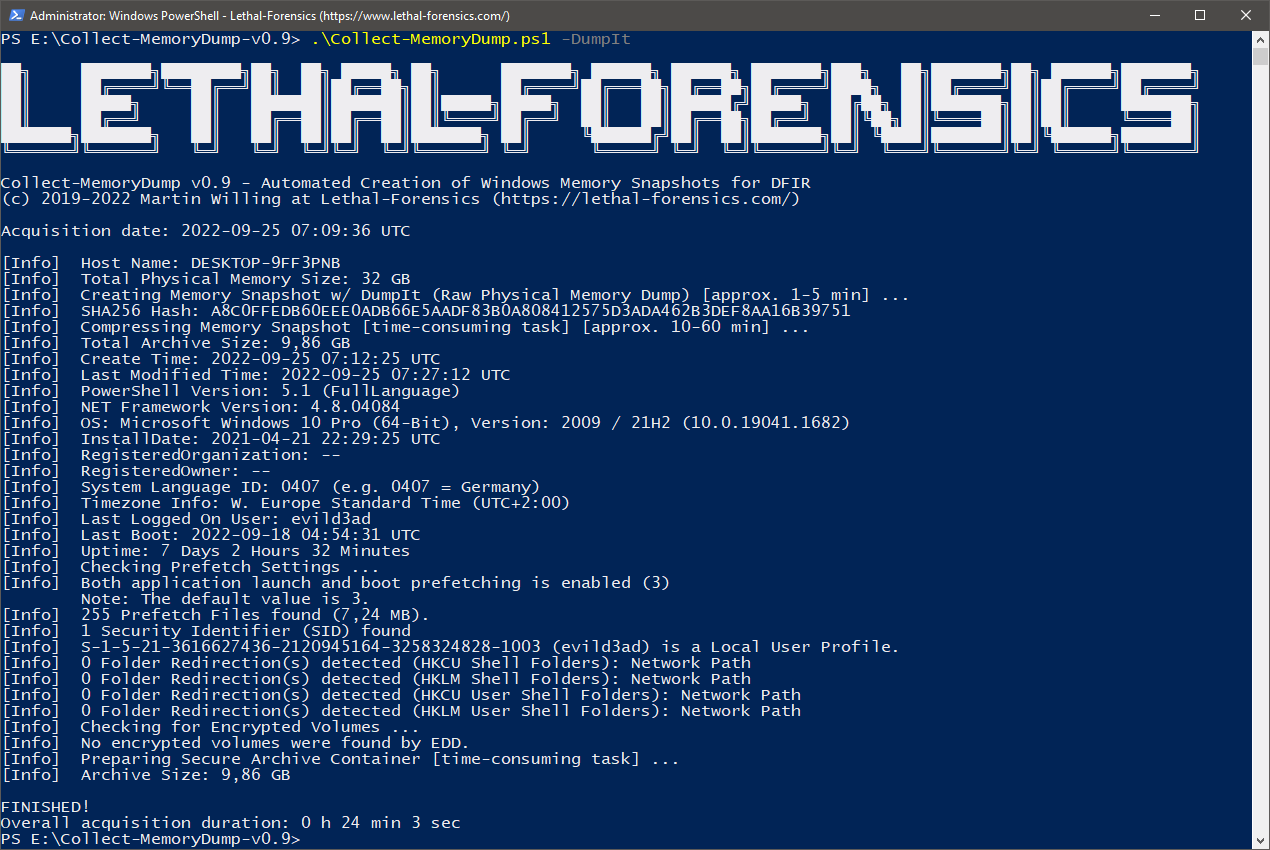 Administrator: Windows PowerShell - Lethal-Forensics (https://www.lethal-forensics.com/)
PS E:\Collect-MemoryDump-v0.9> .\Collect-MemoryDump.ps1 -DumpIt
LETHAL-FORENSICS
Collect-MemoryDump v0.9 - Automated Creation of Windows Memory Snapshots for DFIR
(c) 2019-2022 Martin Willing at Lethal-Forensics (https://lethal-forensics.com/)
Acquisition date: 2022-09-25 07:09:36 UTC
[Info]  Host Name: DESKTOP-9FF3PNB
[Info]  Total Physical Memory Size: 32 GB
[Info]  Creating Memory Snapshot w/ DumpIt (Raw Physical Memory Dump) [approx. 1-5 min] ...
[Info]  SHA256 Hash: A8C0FFEDB60EEE0ADB66E5AADF83B0A808412575D3ADA462B3DEF8AA16B39751
[Info]  Compressing Memory Snapshot [time-consuming task] [approx. 10-60 min] ...
[Info]  Total Archive Size: 9,86 GB
[Info]  Create Time: 2022-09-25 07:12:25 UTC
[Info]  Last Modified Time: 2022-09-25 07:27:12 UTC
[Info]  PowerShell Version: 5.1 (FullLanguage)
[Info]  NET Framework Version: 4.8.04084
[Info]  OS: Microsoft Windows 10 Pro (64-Bit), Version: 2009 / 21H2 (10.0.19041.1682)
[Info]  InstallDate: 2021-04-21 22:29:25 UTC
[Info]  RegisteredOrganization: --
[Info]  RegisteredOwner: --
[Info]  System Language ID: 0407 (e.g. 0407 = Germany)
[Info]  Timezone Info: W. Europe Standard Time (UTC+2:00)
[Info]  Last Logged On User: evild3ad
[Info]  Last Boot: 2022-09-18 04:54:31 UTC
[Info]  Uptime: 7 Days 2 Hours 32 Minutes
[Info]  Checking Prefetch Settings ...
[Info]  Both application launch and boot prefetching is enabled (3)
Note: The default value is 3.
[Info]  255 Prefetch Files found (7,24 MB).
[Info]  1 Security Identifier (SID) found
[Info]  S-1-5-21-3616627436-2120945164-3258324828-1003 (evild3ad) is a Local User Profile.
[Info]  0 Folder Redirection(s) detected (HKCU Shell Folders): Network Path
[Info]  0 Folder Redirection(s) detected (HKLM Shell Folders): Network Path
[Info]  0 Folder Redirection(s) detected (HKCU User Shell Folders): Network Path
[Info]  0 Folder Redirection(s) detected (HKLM User Shell Folders): Network Path
[Info]  Checking for Encrypted Volumes ...
[Info]  No encrypted volumes were found by EDD.
[Info]  Preparing Secure Archive Container [time-consuming task] ...
[Info]  Archive Size: 9,86 GB
FINISHED!
Overall acquisition duration: 0 h 24 min 3 sec
PS E:\Collect-MemoryDump-v0.9>